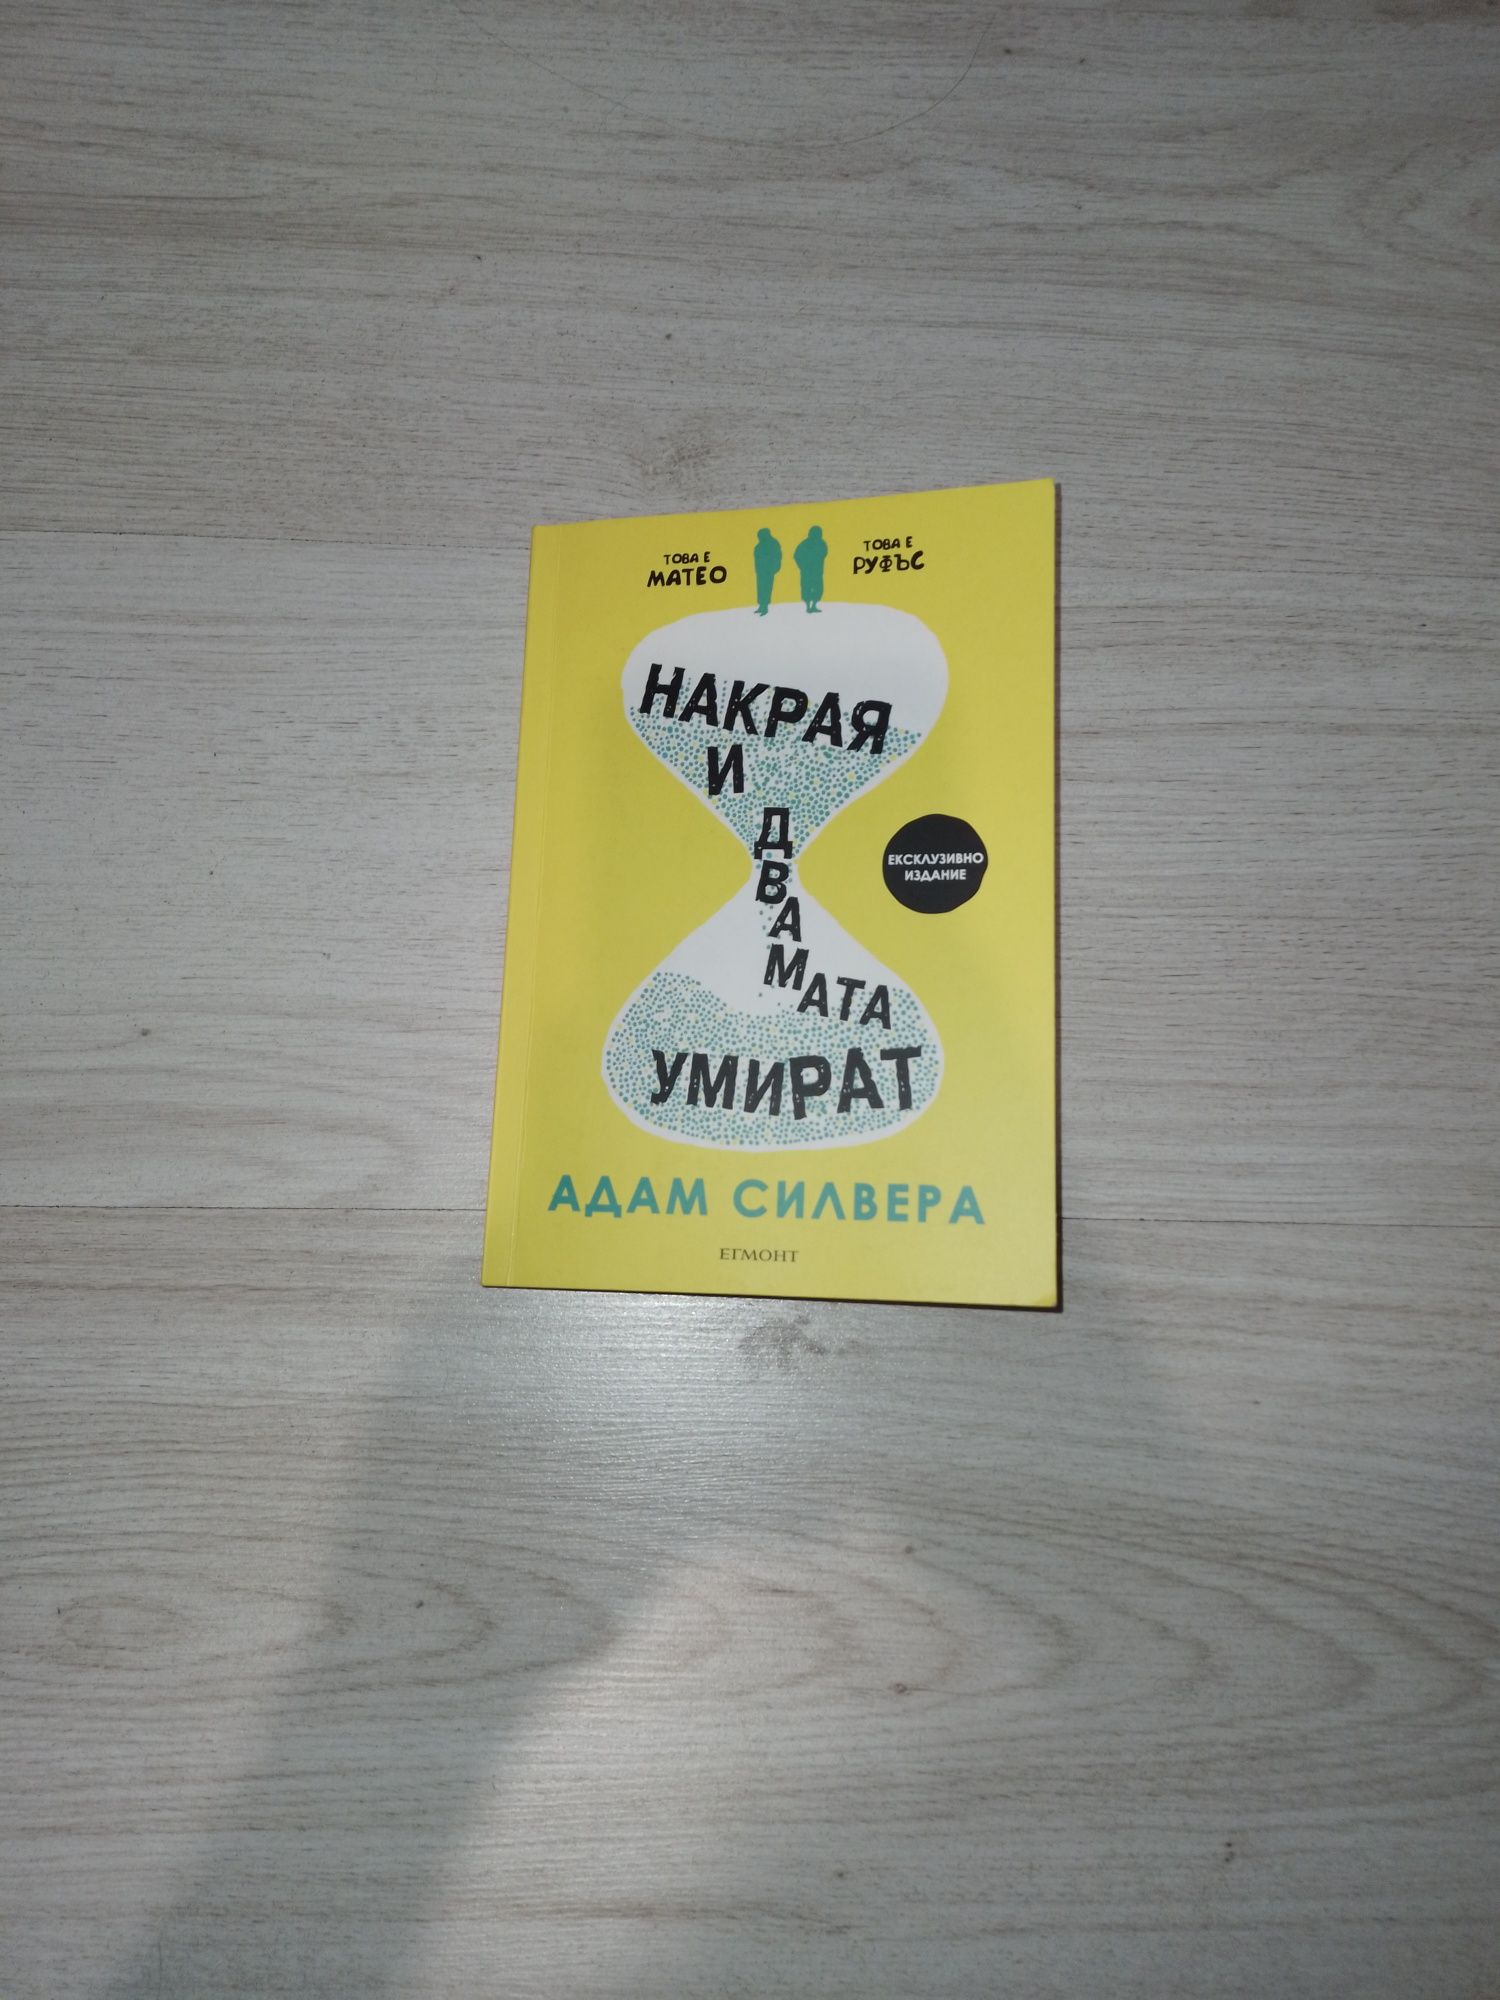 ТОВА Е
МАТЕО
ТОВА Е
РУФЪС
НАКРАЯ
И
ДВАМАТА
УМИРАТ
ЕКСКЛУЗИВНО
ИЗДАНИЕ
АДАМ СИЛВЕРА
ЕГМОНТ